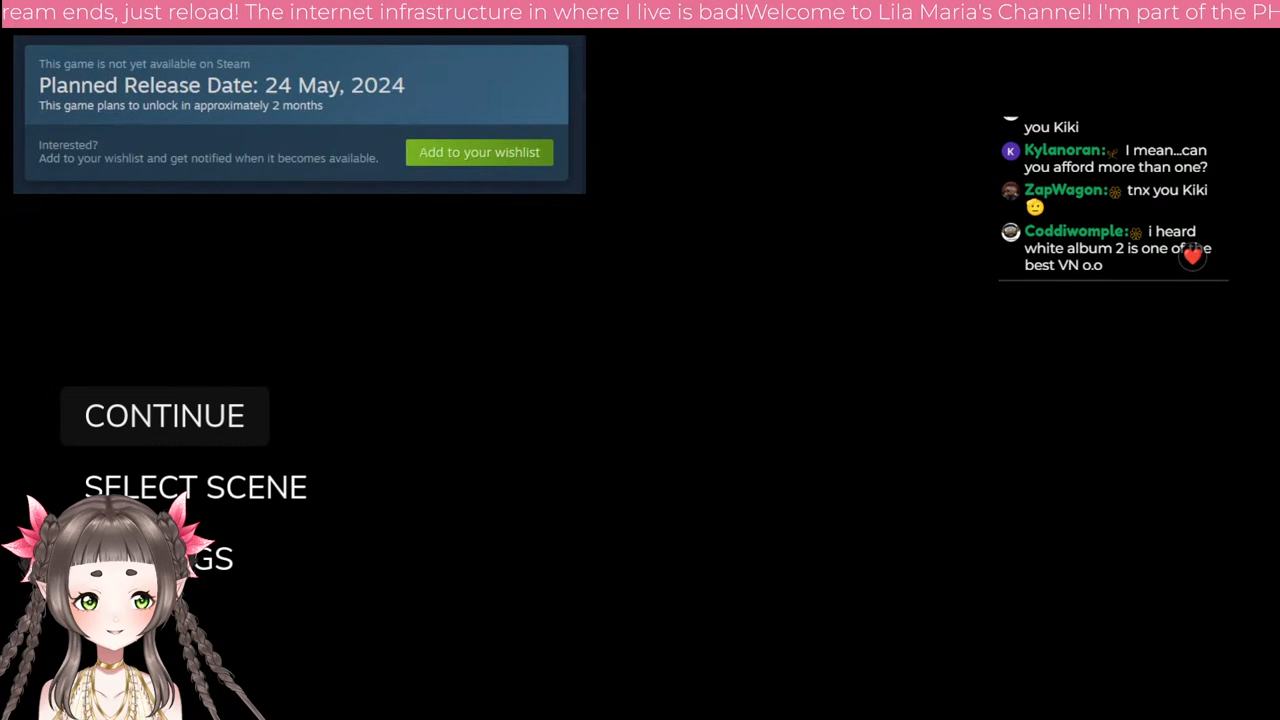 ream ends, just reload! The internet infrastructure in where I live is bad!Welcome to Lila Maria's Channel! I'm part of the PH
This game is not yet available on Steam
Planned Release Date: 24 May, 2024
This game plans to unlock in approximately 2 months
Interested?
Add to your wishlist and get notified when it becomes available.
Add to your wishlist
you Kiki
K Kylanoran: I mean...can
you afford more than one?
ZapWagon: tnx you Kiki
Coddiwomple: i heard
white album 2 is one of the
best VN o.o
CONTINUE
SELECT SCENE
GS